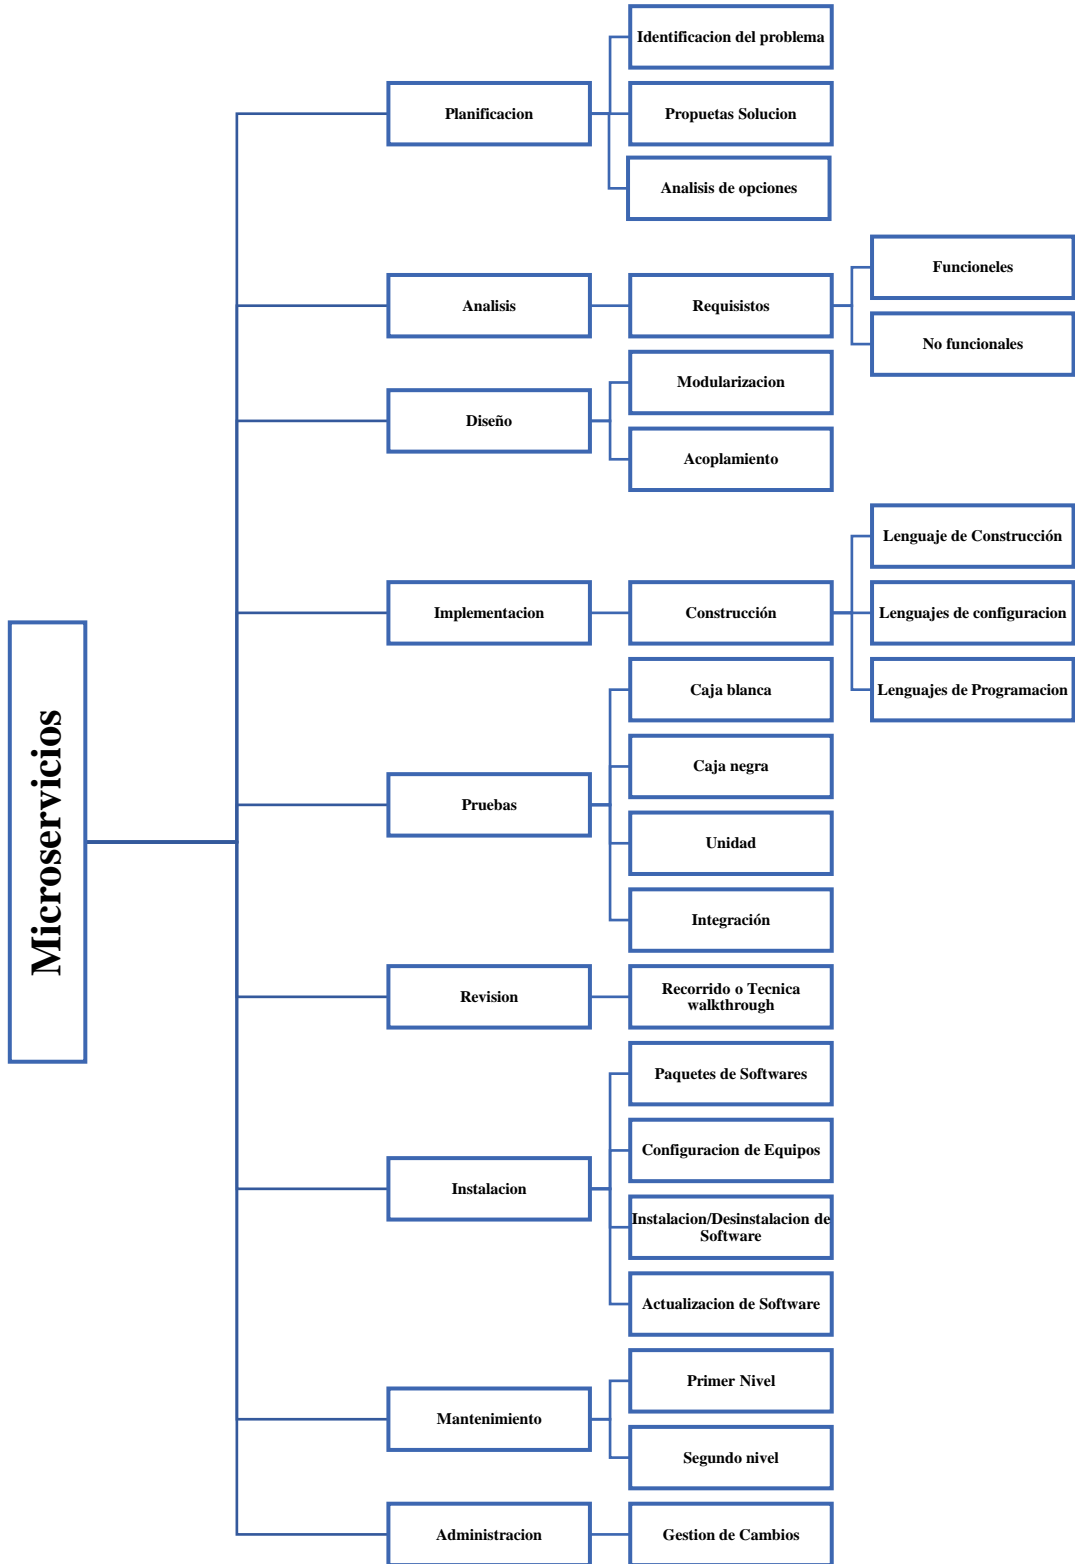 Microservicios
Planificacion
Identificacion del problema
Propuetas Solucion
Analisis de opciones
Analisis
Requisistos
Funcioneles
No funcionales
Diseño
Modularizacion
Acoplamiento
Implementacion
Construcción
Lenguaje de Construcción
Lenguajes de configuracion
Lenguajes de Programacion
Pruebas
Caja blanca
Caja negra
Unidad
Integración
Revision
Recorrido o Tecnica
walkthrough
Instalacion
Paquetes de Softwares
Configuracion de Equipos
Instalacion/Desinstalacion de
Software
Actualizacion de Software
Mantenimiento
Primer Nivel
Segundo nivel
Administracion
Gestion de Cambios